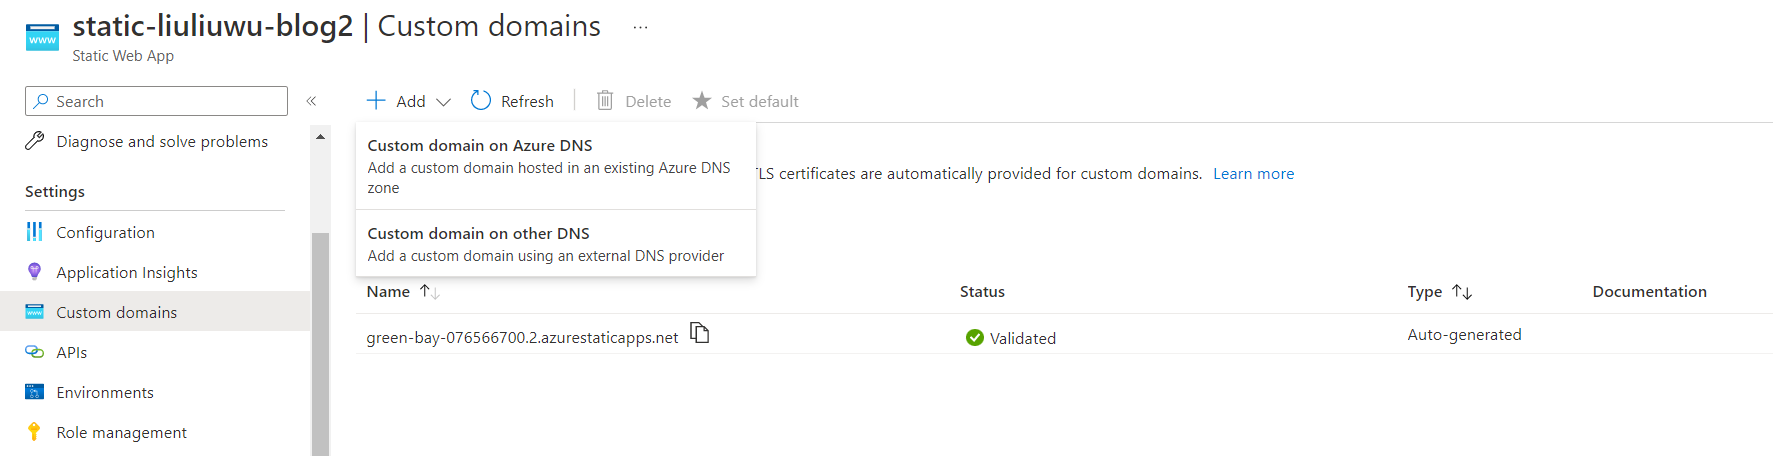 static-liuliuwu-blog2 | Custom domains ...
Static Web App
Search
«
Add
Refresh
Delete
Set default
Diagnose and solve problems
Settings
Configuration
Application Insights
Custom domains
APIs
Environments
Role management
Custom domain on Azure DNS
Add a custom domain hosted in an existing Azure DNS
zone
Custom domain on other DNS
Add a custom domain using an external DNS provider
TLS certificates are automatically provided for custom domains. Learn more
Name Status Type Documentation
green-bay-076566700.2.azurestaticapps.net Validated Auto-generated